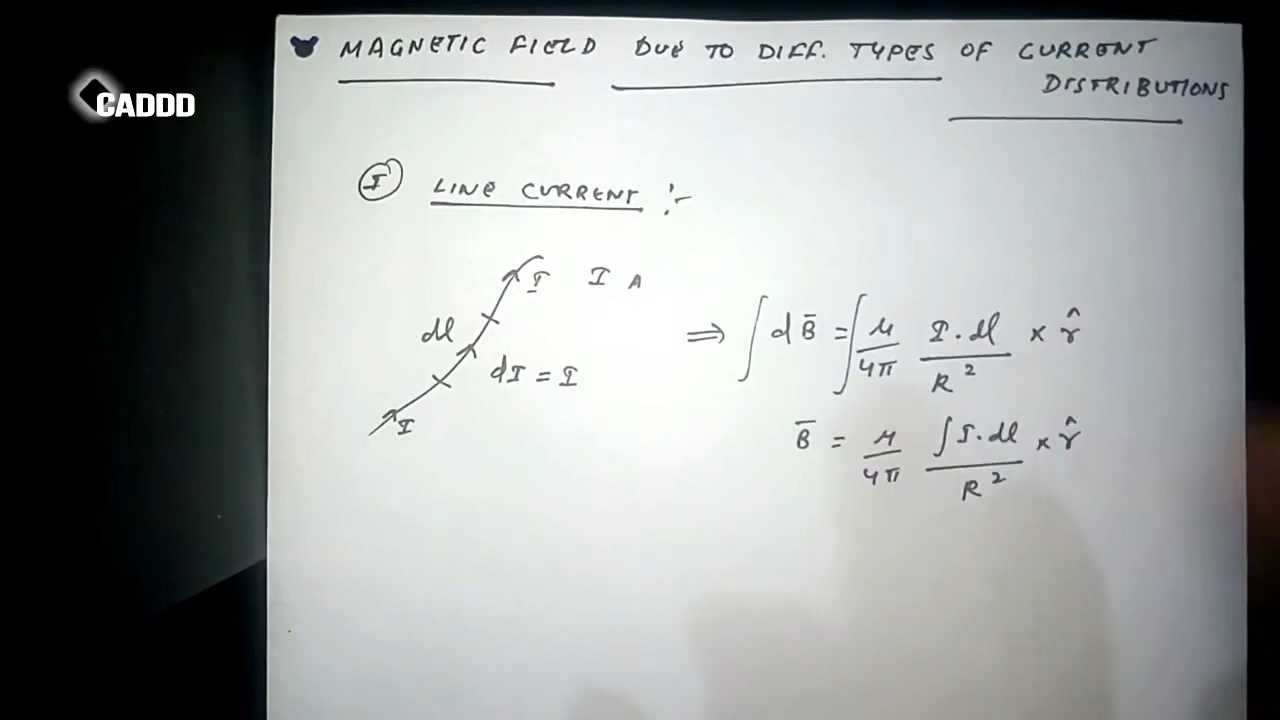 CADDD
MAGNETIC FIELD DUE TO DIFF. TYPES OF CURRENT
DISTRIBUTIONS
I LINE CURRENT :-
I I A
dl
dI = I
I
⇒ ∫ dB̄ = ∫ μ/4π I.dl/R² × r̂
B̄ = μ/4π ∫I.dl/R² × r̂